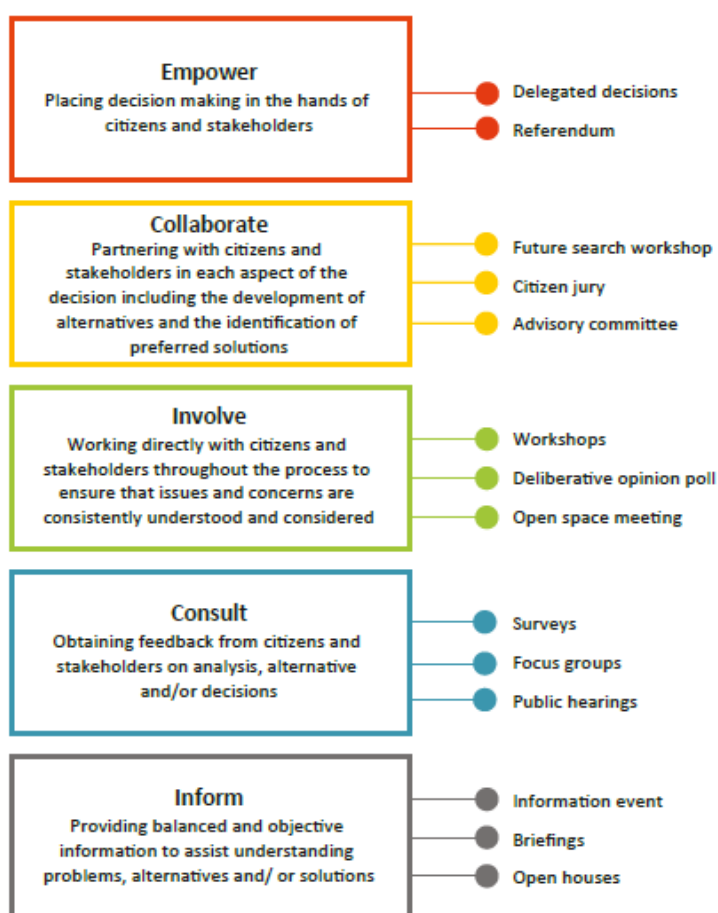 Empower
Placing decision making in the hands of
citizens and stakeholders
Delegated decisions
Referendum
Collaborate
Partnering with citizens and
stakeholders in each aspect of the
decision including the development of
alternatives and the identification of
preferred solutions
Future search workshop
Citizen jury
Advisory committee
Involve
Working directly with citizens and
stakeholders throughout the process to
ensure that issues and concerns are
consistently understood and considered
Workshops
Deliberative opinion poll
Open space meeting
Consult
Obtaining feedback from citizens and
stakeholders on analysis, alternative
and/or decisions
Surveys
Focus groups
Public hearings
Inform
Providing balanced and objective
information to assist understanding
problems, alternatives and/ or solutions
Information event
Briefings
Open houses